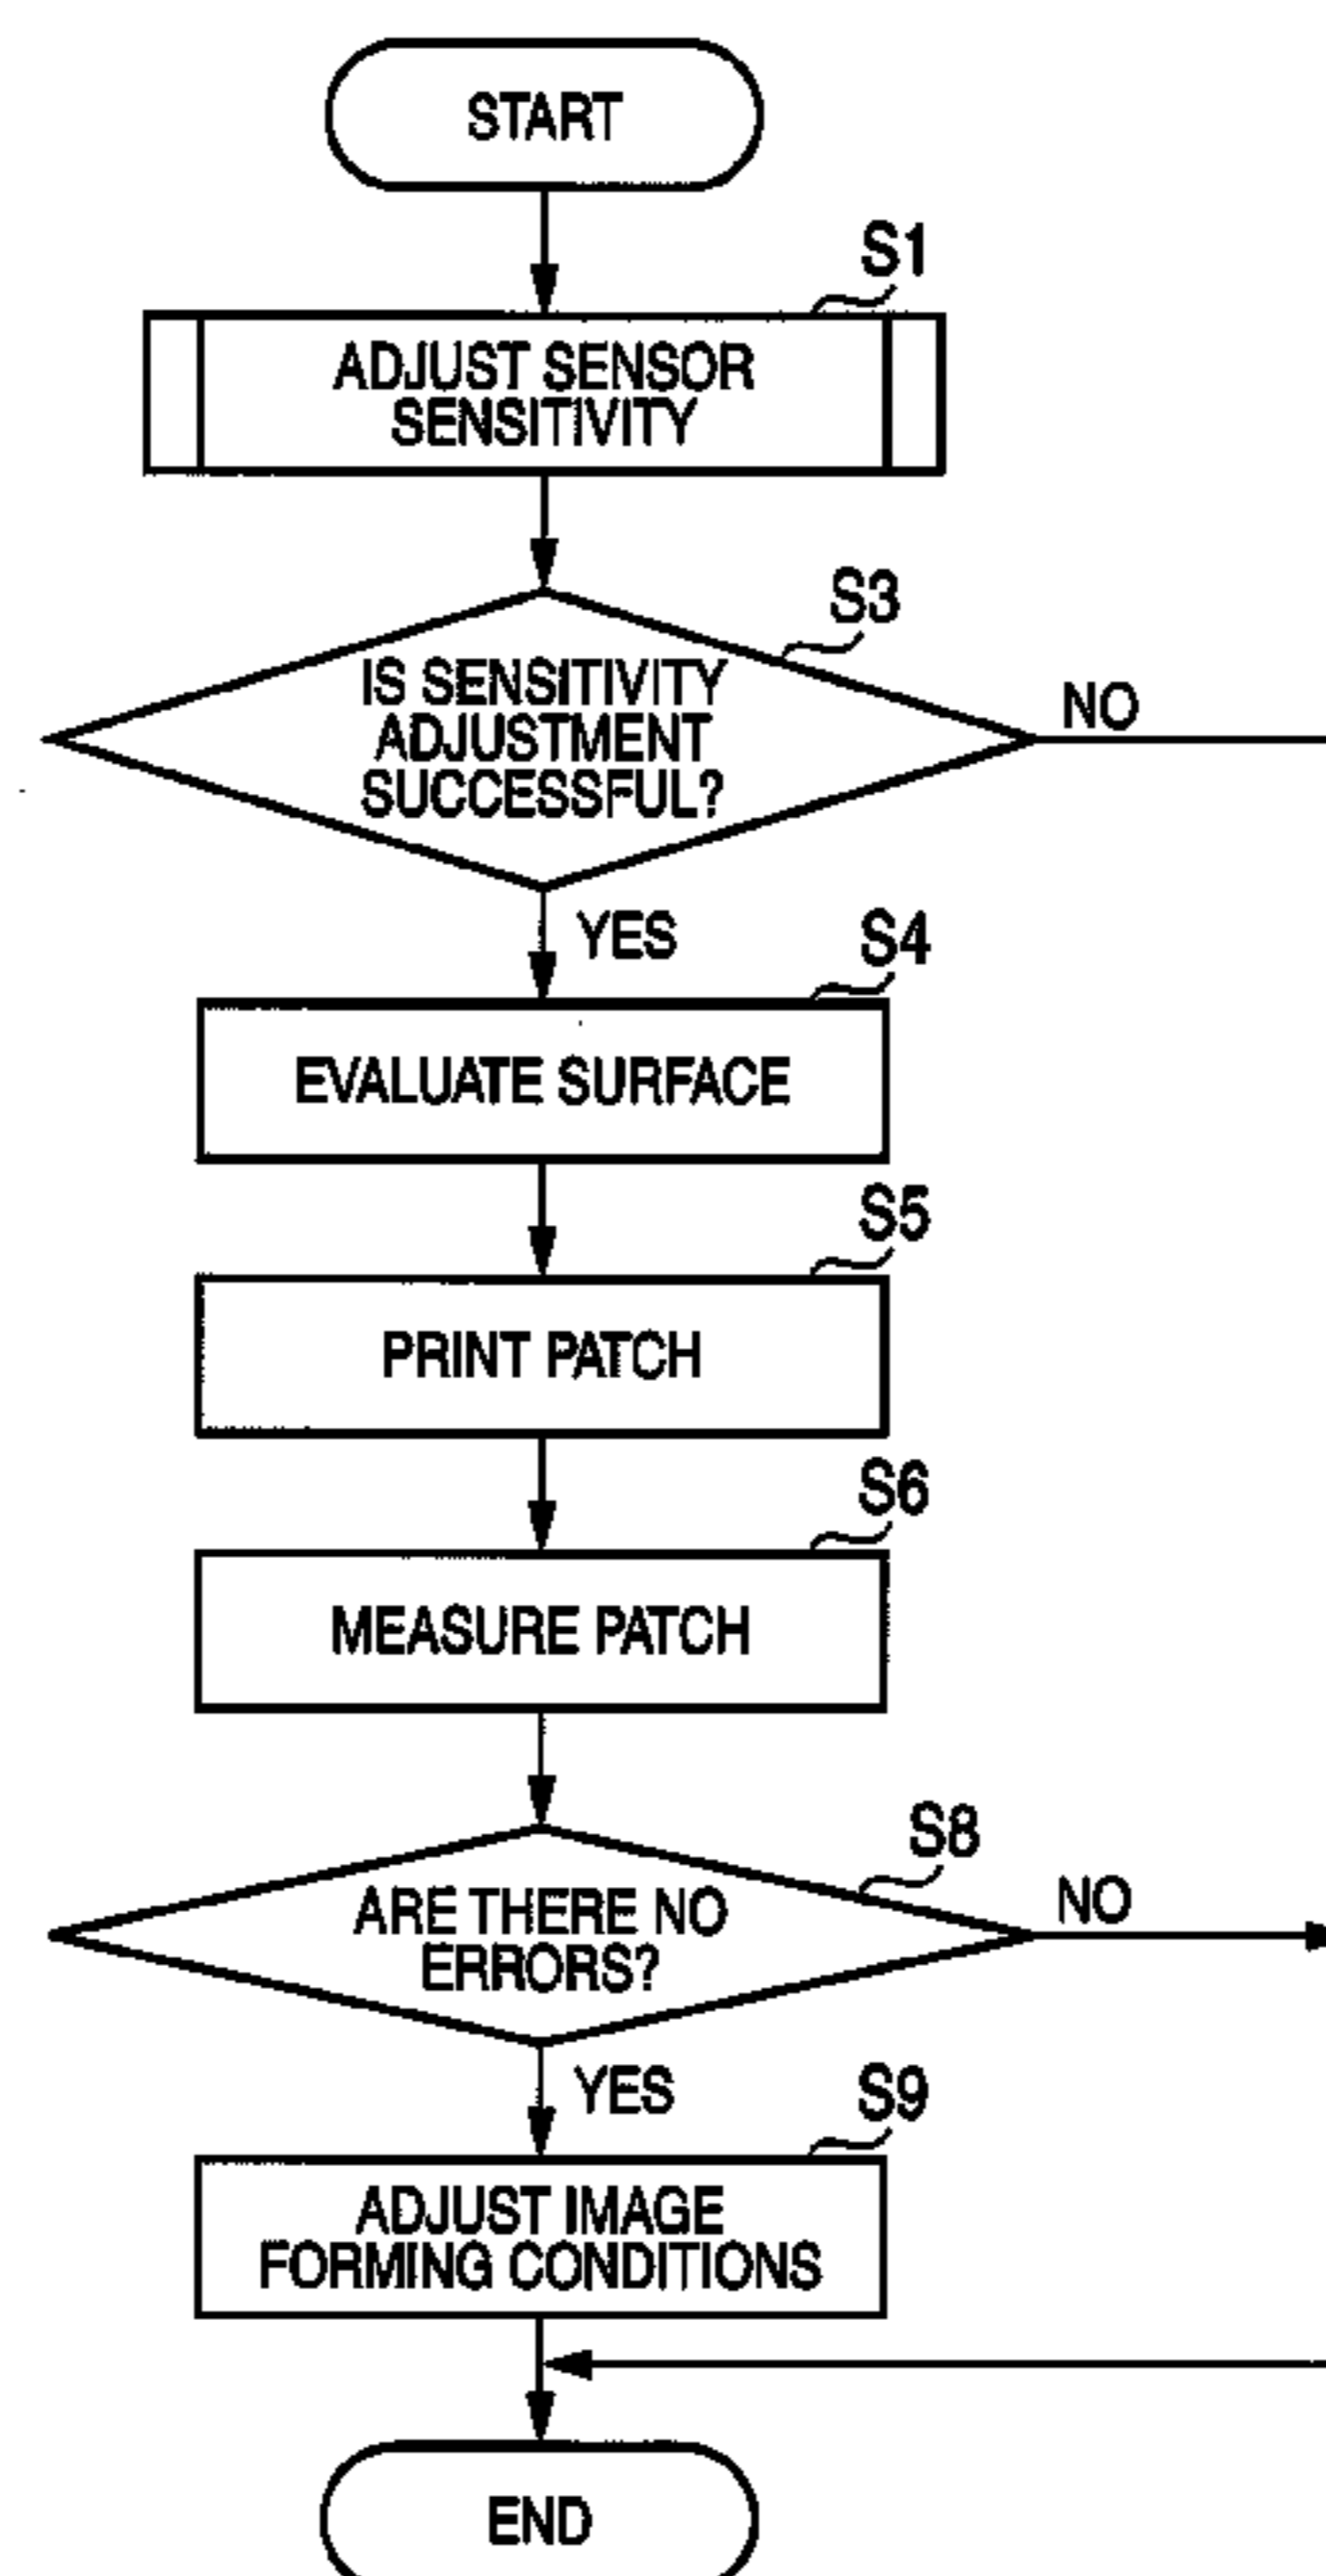 START
S1
ADJUST SENSOR
SENSITIVITY
S3
IS SENSITIVITY
ADJUSTMENT
SUCCESSFUL?
NO
YES
S4
EVALUATE SURFACE
S5
PRINT PATCH
S6
MEASURE PATCH
S8
ARE THERE NO
ERRORS?
NO
YES
S9
ADJUST IMAGE
FORMING CONDITIONS
END